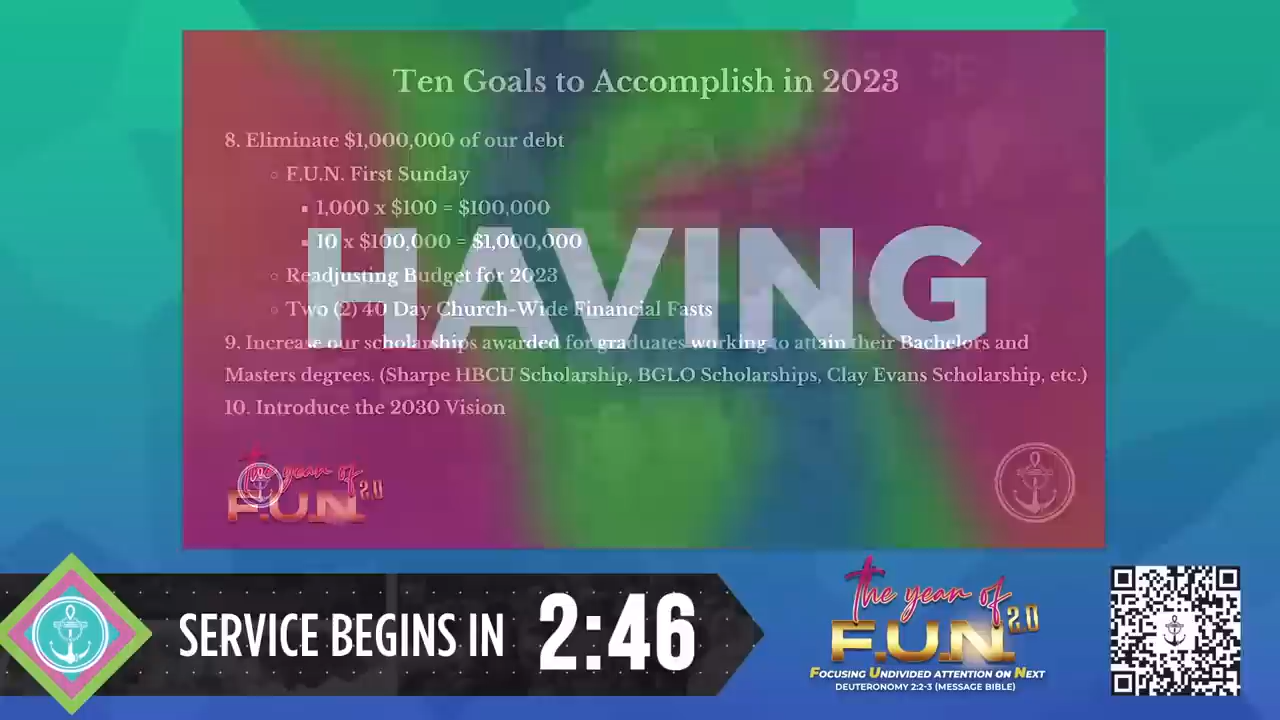 Ten Goals to Accomplish in 2023
8. Eliminate $1,000,000 of our debt
F.U.N. First Sunday
1,000 x $100 = $100,000
10 x $100,000 = $1,000,000
Readjusting Budget for 2023
Two (2) 40 Day Church-Wide Financial Fasts
HAVING
9. Increase our scholarships awarded for graduates working to attain their Bachelors and
Masters degrees. (Sharpe HBCU Scholarship, BGLO Scholarships, Clay Evans Scholarship, etc.)
10. Introduce the 2030 Vision
the year of
F.U.N. 2.0
SERVICE BEGINS IN 2:46
the year of
F.U.N. 2.0
FOCUSING UNDIVIDED ATTENTION ON NEXT
DEUTERONOMY 2:2-3 (MESSAGE BIBLE)